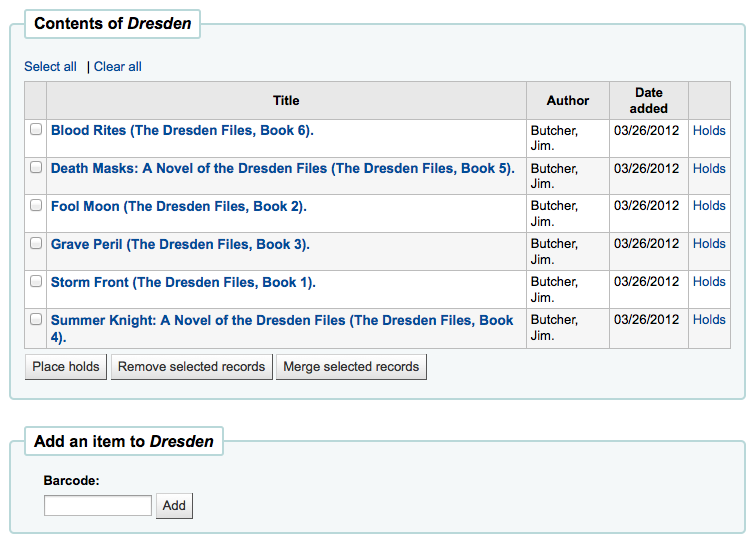 Contents of Dresden
Select all | Clear all
Title Author Date added
Blood Rites (The Dresden Files, Book 6). Butcher, Jim. 03/26/2012 Holds
Death Masks: A Novel of the Dresden Files (The Dresden Files, Book 5). Butcher, Jim. 03/26/2012 Holds
Fool Moon (The Dresden Files, Book 2). Butcher, Jim. 03/26/2012 Holds
Grave Peril (The Dresden Files, Book 3). Butcher, Jim. 03/26/2012 Holds
Storm Front (The Dresden Files, Book 1). Butcher, Jim. 03/26/2012 Holds
Summer Knight: A Novel of the Dresden Files (The Dresden Files, Book 4). Butcher, Jim. 03/26/2012 Holds
Place holds Remove selected records Merge selected records
Add an item to Dresden
Barcode:
Add